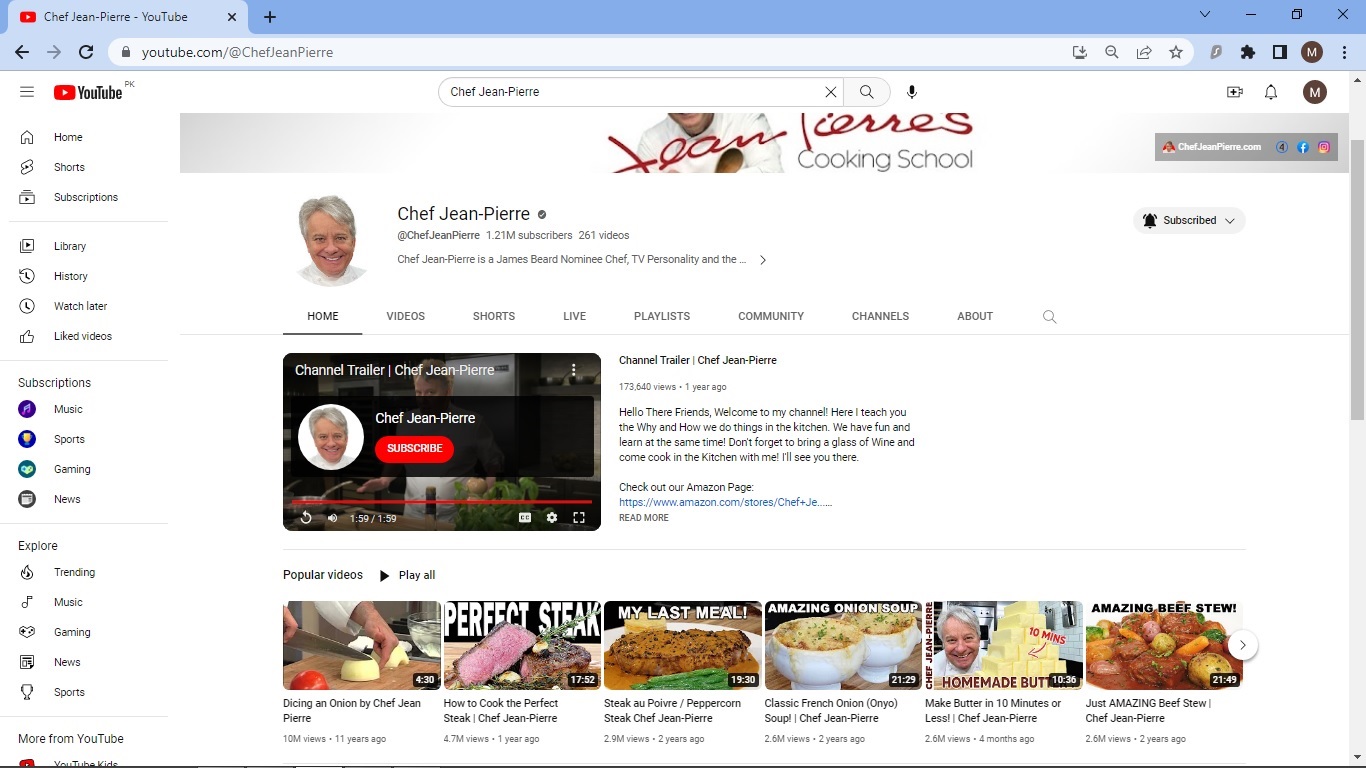 Chef Jean-Pierre - YouTube
youtube.com/@ChefJeanPierre
M
YouTube PK
Chef Jean-Pierre
M
Home
Shorts
Subscriptions
Library
History
Watch later
Liked videos
Subscriptions
Music
Sports
Gaming
News
Explore
Trending
Music
Gaming
News
Sports
More from YouTube
YouTube Kids
Jean Pierres
Cooking School
ChefJeanPierre.com
4
Chef Jean-Pierre
@ChefJeanPierre 1.21M subscribers 261 videos
Chef Jean-Pierre is a James Beard Nominee Chef, TV Personality and the ...
Subscribed
HOME VIDEOS SHORTS LIVE PLAYLISTS COMMUNITY CHANNELS ABOUT
Channel Trailer | Chef Jean-Pierre
Chef Jean-Pierre
SUBSCRIBE
1:59 / 1:59
CC
Channel Trailer | Chef Jean-Pierre
173,640 views • 1 year ago
Hello There Friends, Welcome to my channel! Here I teach you
the Why and How we do things in the kitchen. We have fun and
learn at the same time! Don't forget to bring a glass of Wine and
come cook in the Kitchen with me! I'll see you there.
Check out our Amazon Page:
https://www.amazon.com/stores/Chef+Je......
READ MORE
Popular videos Play all
4:30
Dicing an Onion by Chef Jean
Pierre
10M views • 11 years ago
PERFECT STEAK
17:52
How to Cook the Perfect
Steak | Chef Jean-Pierre
4.7M views • 1 year ago
MY LAST MEAL!
19:30
Steak au Poivre / Peppercorn
Steak Chef Jean-Pierre
2.9M views • 2 years ago
AMAZING ONION SOUP
21:29
Classic French Onion (Onyo)
Soup! | Chef Jean-Pierre
2.6M views • 2 years ago
CHEF JEAN-PIERRE
10 MINS
HOMEMADE BUTTER
10:36
Make Butter in 10 Minutes or
Less! | Chef Jean-Pierre
2.6M views • 4 months ago
AMAZING BEEF STEW!
21:49
Just AMAZING Beef Stew |
Chef Jean-Pierre
2.6M views • 2 years ago